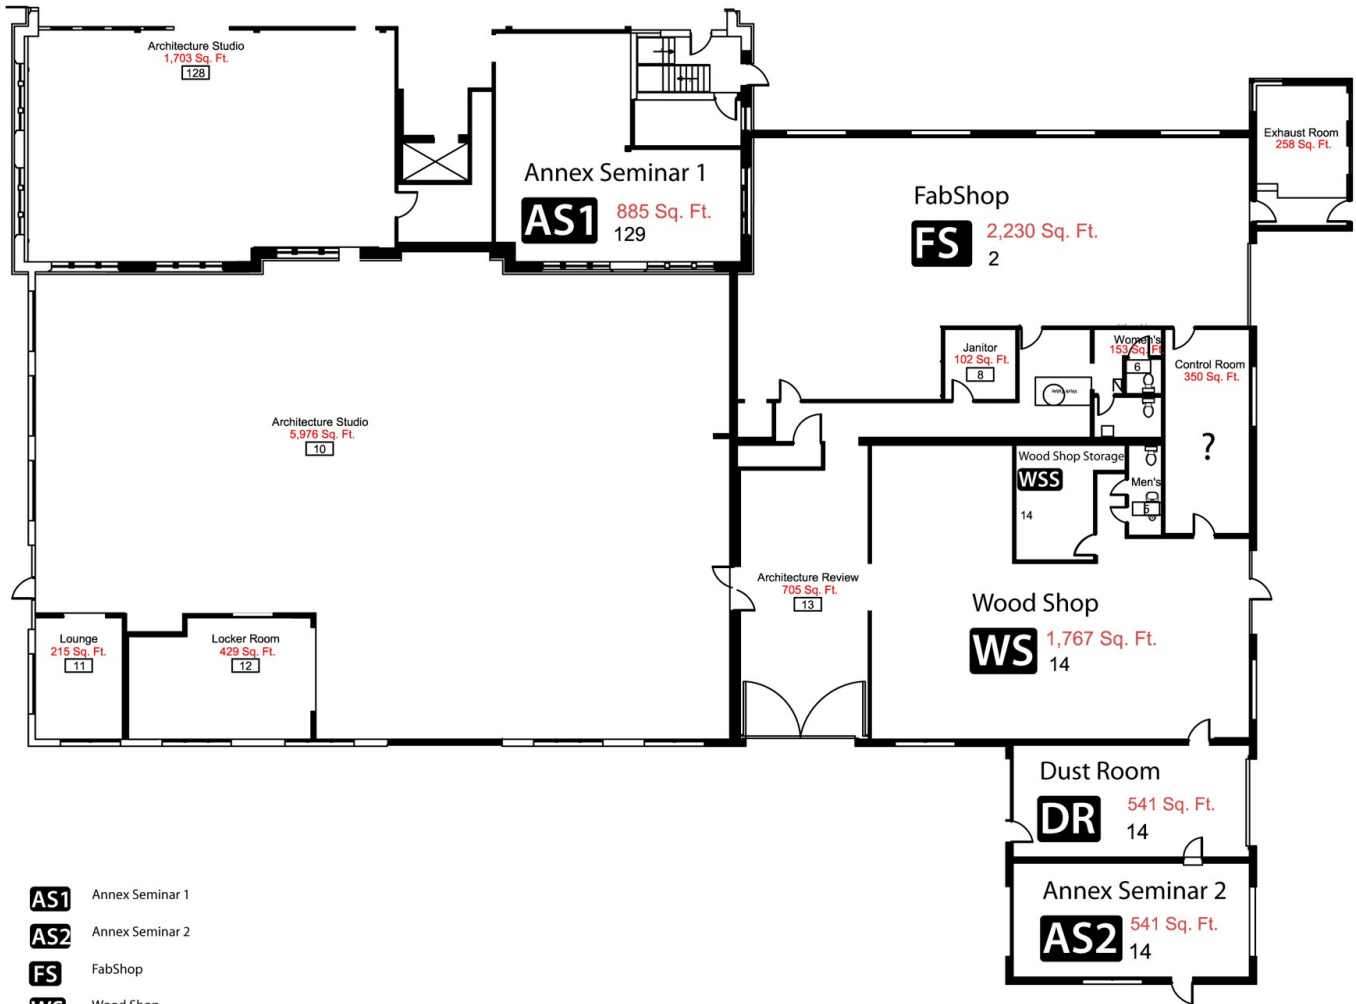 Architecture Studio
1,703 Sq. Ft.
128
Annex Seminar 1
AS1
885 Sq. Ft.
129
FabShop
FS
2,230 Sq. Ft.
2
Exhaust Room
258 Sq. Ft.
Janitor
102 Sq. Ft.
8
Women's
153 Sq. Ft.
6
Control Room
350 Sq. Ft.
?
Architecture Studio
5,976 Sq. Ft.
10
Wood Shop Storage
WSS
14
Men's
5
Architecture Review
705 Sq. Ft.
13
Wood Shop
WS
1,767 Sq. Ft.
14
Lounge
215 Sq. Ft.
11
Locker Room
429 Sq. Ft.
12
Dust Room
DR
541 Sq. Ft.
14
Annex Seminar 2
AS2
541 Sq. Ft.
14
AS1 Annex Seminar 1
AS2 Annex Seminar 2
FS FabShop
WS Wood Shop